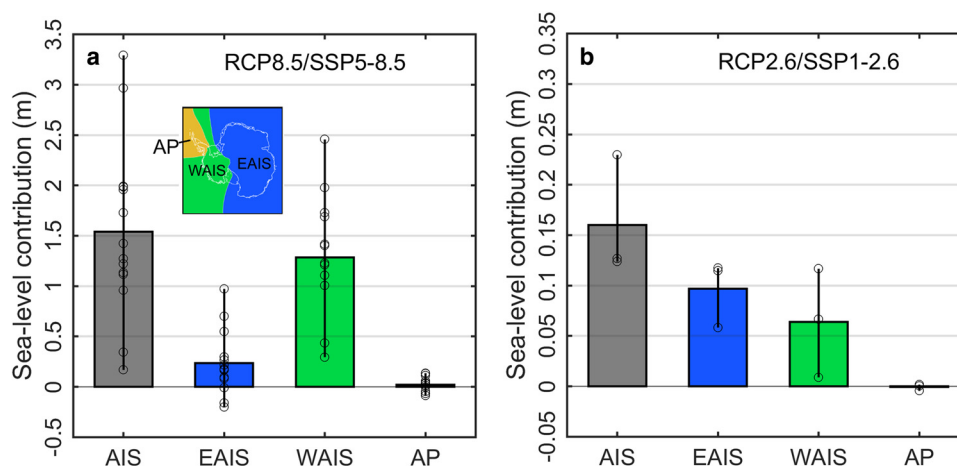 a
RCP8.5/SSP5-8.5
Sea-level contribution (m)
3.5
3
2.5
2
1.5
1
0.5
0
-0.5
AP
WAIS
EAIS
AIS
EAIS
WAIS
AP
b
RCP2.6/SSP1-2.6
Sea-level contribution (m)
0.35
0.3
0.25
0.2
0.15
0.1
0.05
0
-0.05
AIS
EAIS
WAIS
AP